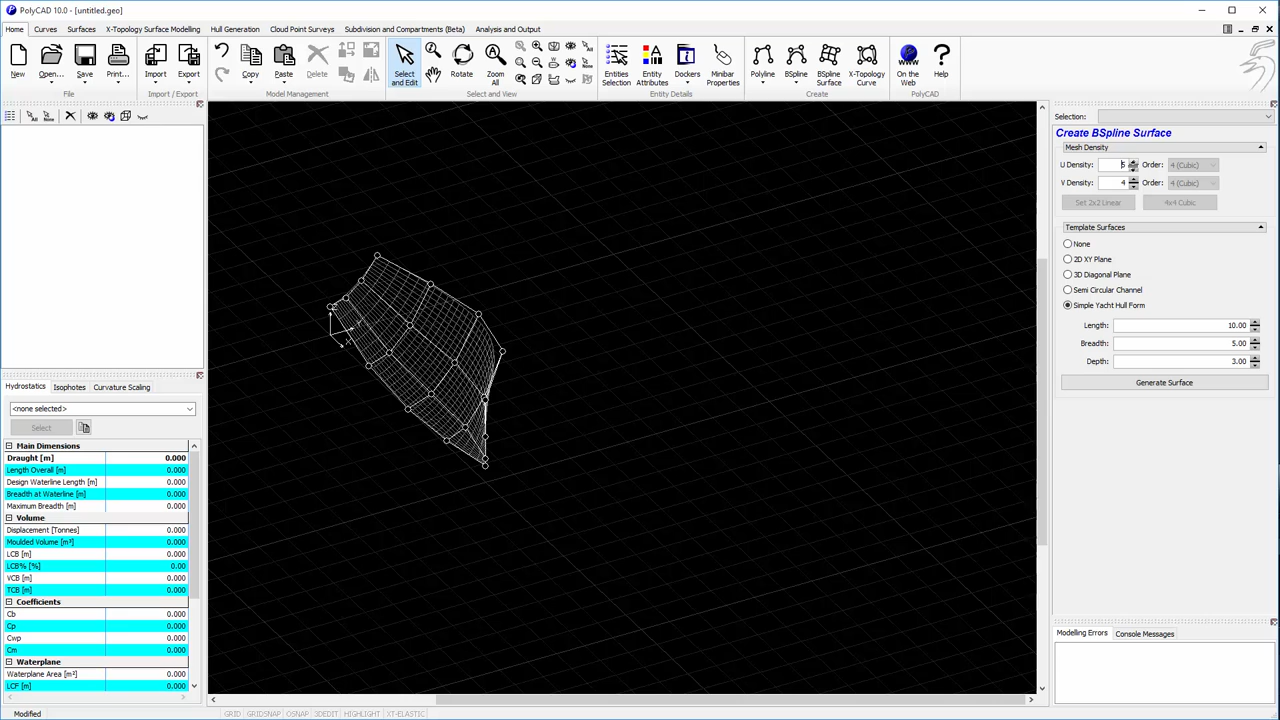 PolyCAD 10.0 - [untitled.geo]
Home Curves Surfaces X-Topology Surface Modelling Hull Generation Cloud Point Surveys Subdivision and Compartments (Beta) Analysis and Output
New Open... Save Print... Import Export Copy Paste Delete Select and Edit Rotate Zoom All Entities Selection Entity Attributes Dockers Minibar Properties Polyline BSpline BSpline Surface X-Topology Curve On the Web Help
File Import / Export Model Management Select and View Entity Details Create PolyCAD
All None
Selection:
Create BSpline Surface
Mesh Density
U Density: 5 Order: 4 (Cubic)
V Density: 4 Order: 4 (Cubic)
Set 2x2 Linear 4x4 Cubic
Template Surfaces
None
2D XY Plane
3D Diagonal Plane
Semi Circular Channel
Simple Yacht Hull Form
Length: 10.00
Breadth: 5.00
Depth: 3.00
Generate Surface
Hydrostatics Isophotes Curvature Scaling
<none selected>
Select
Main Dimensions
Draught [m] 0.000
Length Overall [m] 0.000
Design Waterline Length [m] 0.000
Breadth at Waterline [m] 0.000
Maximum Breadth [m] 0.000
Volume
Displacement [Tonnes] 0.000
Moulded Volume [m³] 0.000
LCB [m] 0.000
LCB% [%] 0.00
VCB [m] 0.000
TCB [m] 0.000
Coefficients
Cb 0.000
Cp 0.000
Cwp 0.000
Cm 0.000
Waterplane
Waterplane Area [m²] 0.000
LCF [m] 0.000
Modelling Errors Console Messages
Modified GRID GRIDSNAP OSNAP 3DEDIT HIGHLIGHT XT-ELASTIC